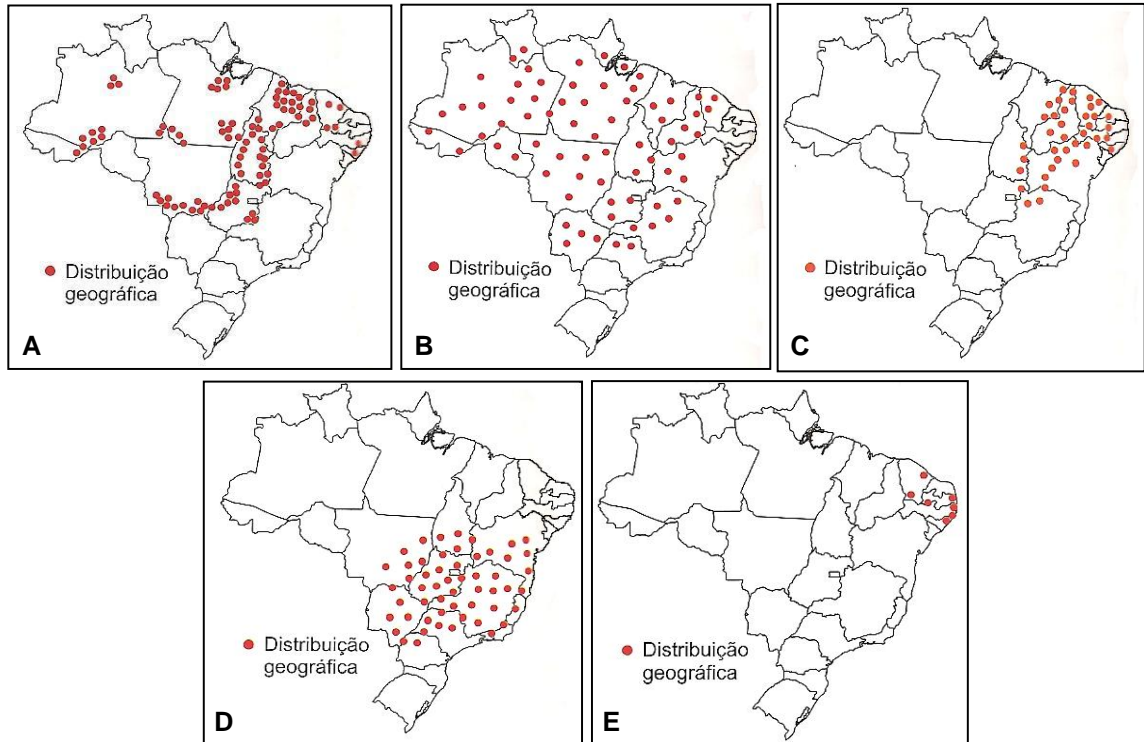 Distribuição
geográfica
A
Distribuição
geográfica
B
Distribuição
geográfica
C
Distribuição
geográfica
D
Distribuição
geográfica
E